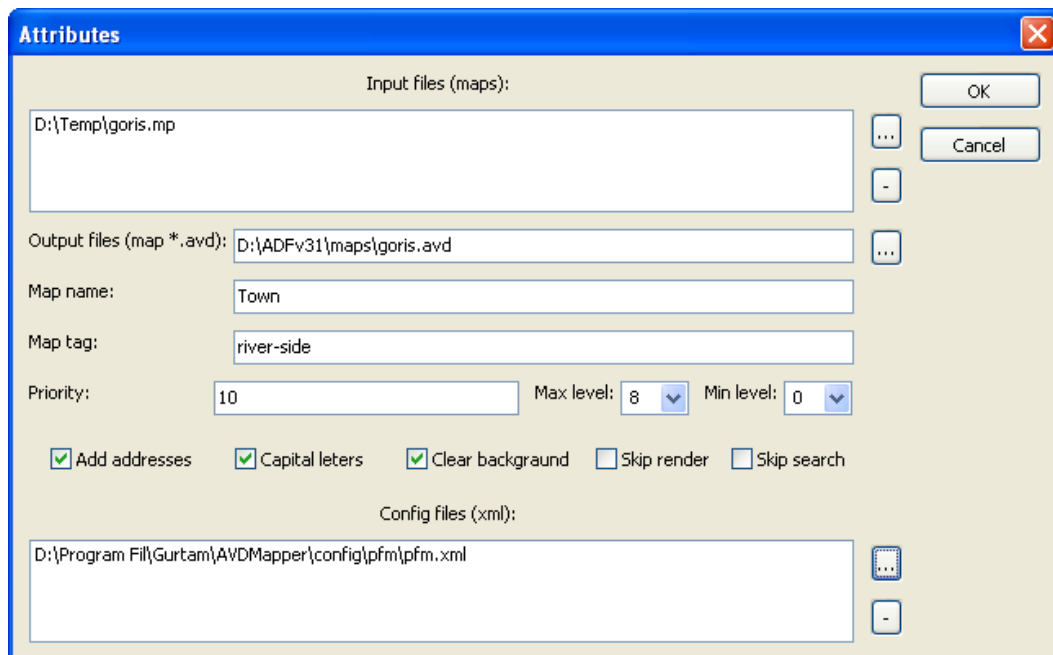 Attributes
Input files (maps):
OK
D:\Temp\goris.mp
...
Cancel
-
Output files (map *.avd): D:\ADFv31\maps\goris.avd ...
Map name: Town
Map tag: river-side
Priority: 10 Max level: 8 Min level: 0
Add addresses Capital leters Clear backgraund Skip render Skip search
Config files (xml):
D:\Program Fil\Gurtam\AVDMapper\config\pfm\pfm.xml
...
-